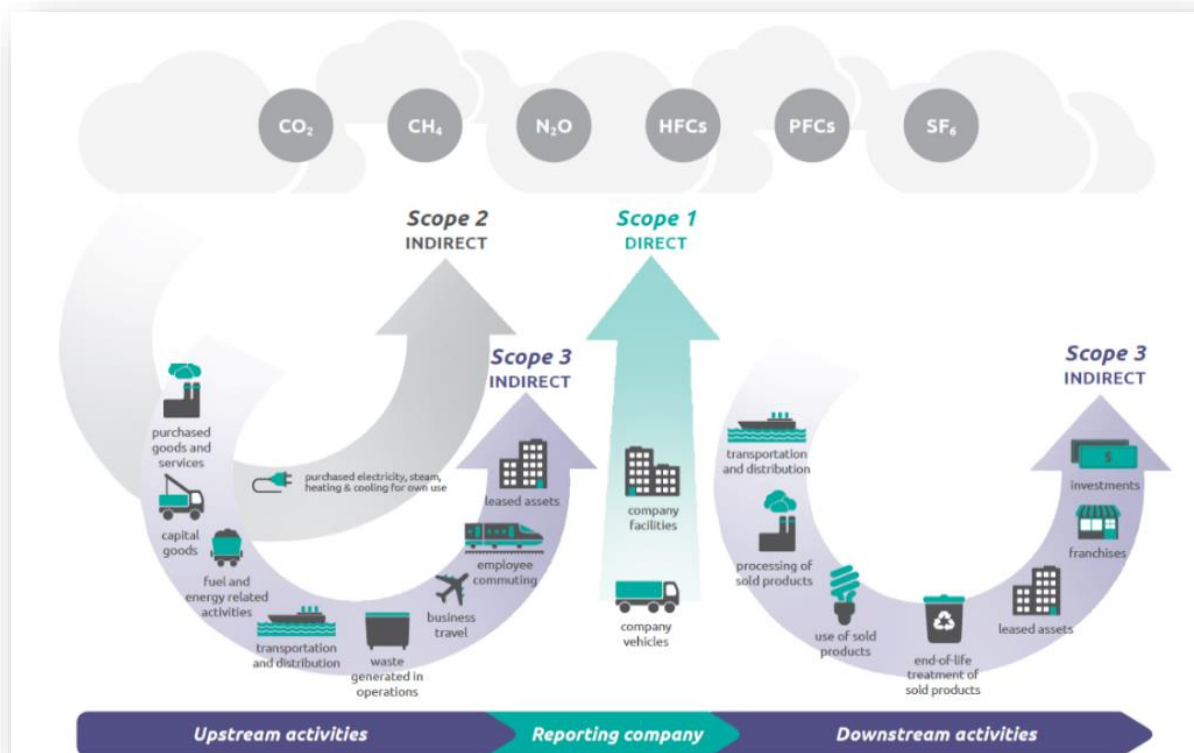 CO₂
CH₄
N₂O
HFCs
PFCs
SF₆
Scope 2
INDIRECT
Scope 1
DIRECT
Scope 3
INDIRECT
Scope 3
INDIRECT
purchased
goods and
services
capital
goods
fuel and
energy related
activities
transportation
and distribution
waste
generated in
operations
business
travel
employee
commuting
leased assets
purchased electricity, steam,
heating & cooling for own use
company
facilities
company
vehicles
transportation
and distribution
processing of
sold products
use of sold
products
end-of-life
treatment of
sold products
leased assets
franchises
$
investments
Upstream activities
Reporting company
Downstream activities